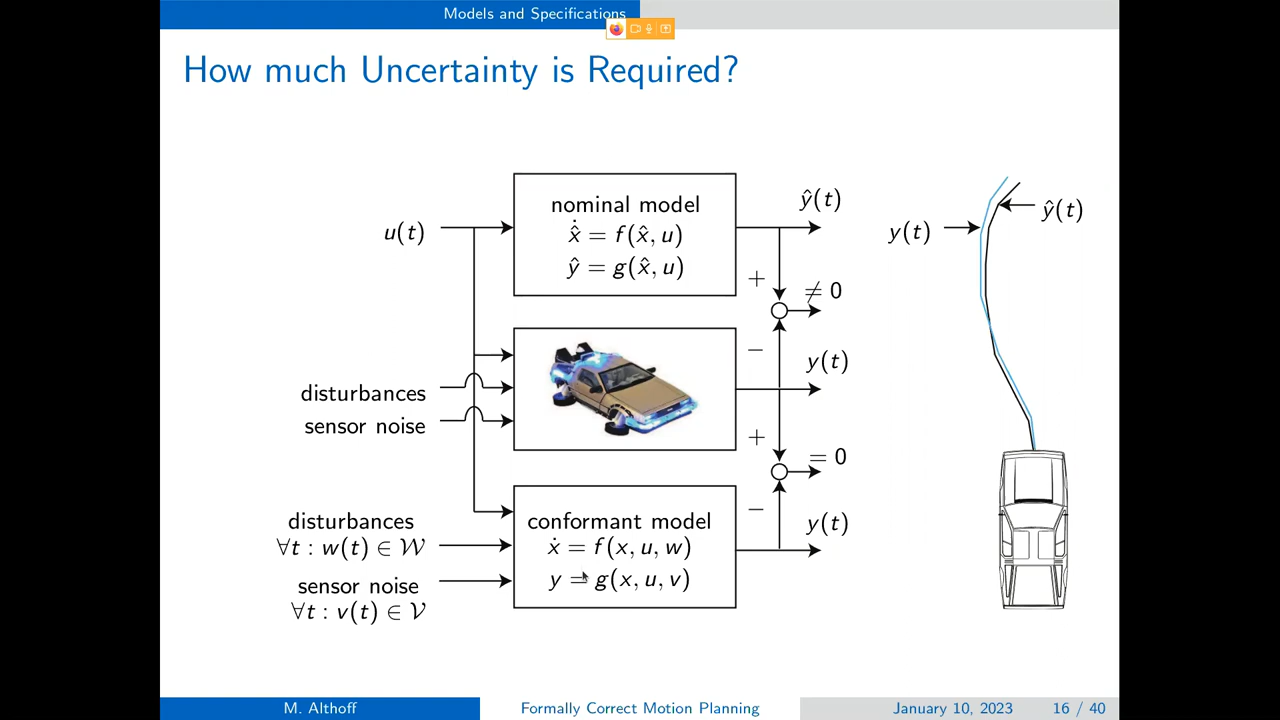 Models and Specifications
How much Uncertainty is Required?
u(t)
nominal model
ẋ̂ = f(x̂, u)
ŷ = g(x̂, u)
ŷ(t)
+
≠ 0
−
disturbances
sensor noise
y(t)
+
= 0
−
disturbances
∀t : w(t) ∈ 𝒲
sensor noise
∀t : v(t) ∈ 𝒱
conformant model
ẋ = f(x, u, w)
y = g(x, u, v)
y(t)
y(t)
ŷ(t)
M. Althoff
Formally Correct Motion Planning
January 10, 2023
16 / 40